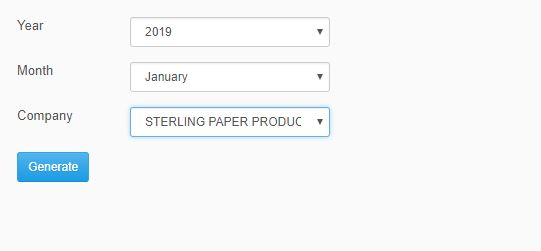 Year 2019
Month January
Company STERLING PAPER PRODUC
Generate